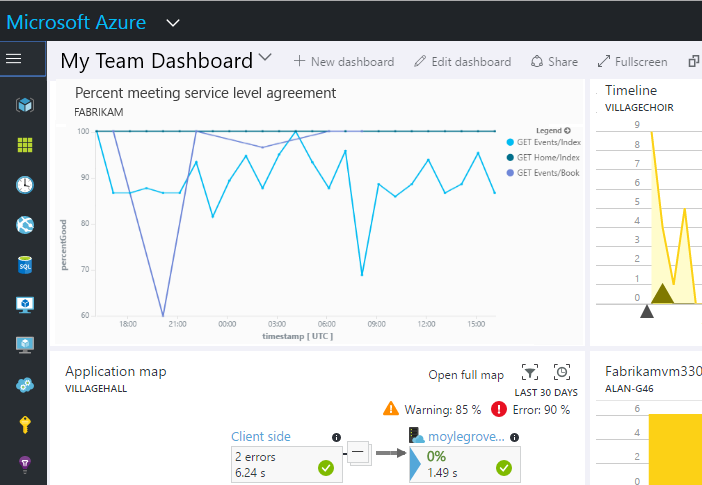 Microsoft Azure
My Team Dashboard
New dashboard
Edit dashboard
Share
Fullscreen
Percent meeting service level agreement
FABRIKAM
Legend
GET Events/Index
GET Home/Index
GET Events/Book
percentGood
100
90
80
70
60
18:00
21:00
00:00
03:00
06:00
09:00
12:00
15:00
timestamp [ UTC ]
Timeline
VILLAGECHOIR
9
8
7
6
5
4
3
2
1
0
SQL
Application map
VILLAGEHALL
Open full map
LAST 30 DAYS
Warning: 85 %
Error: 90 %
Client side
2 errors
6.24 s
moylegrove...
0%
1.49 s
Fabrikamvm330
ALAN-G46
6
5
4
3
2
1
0